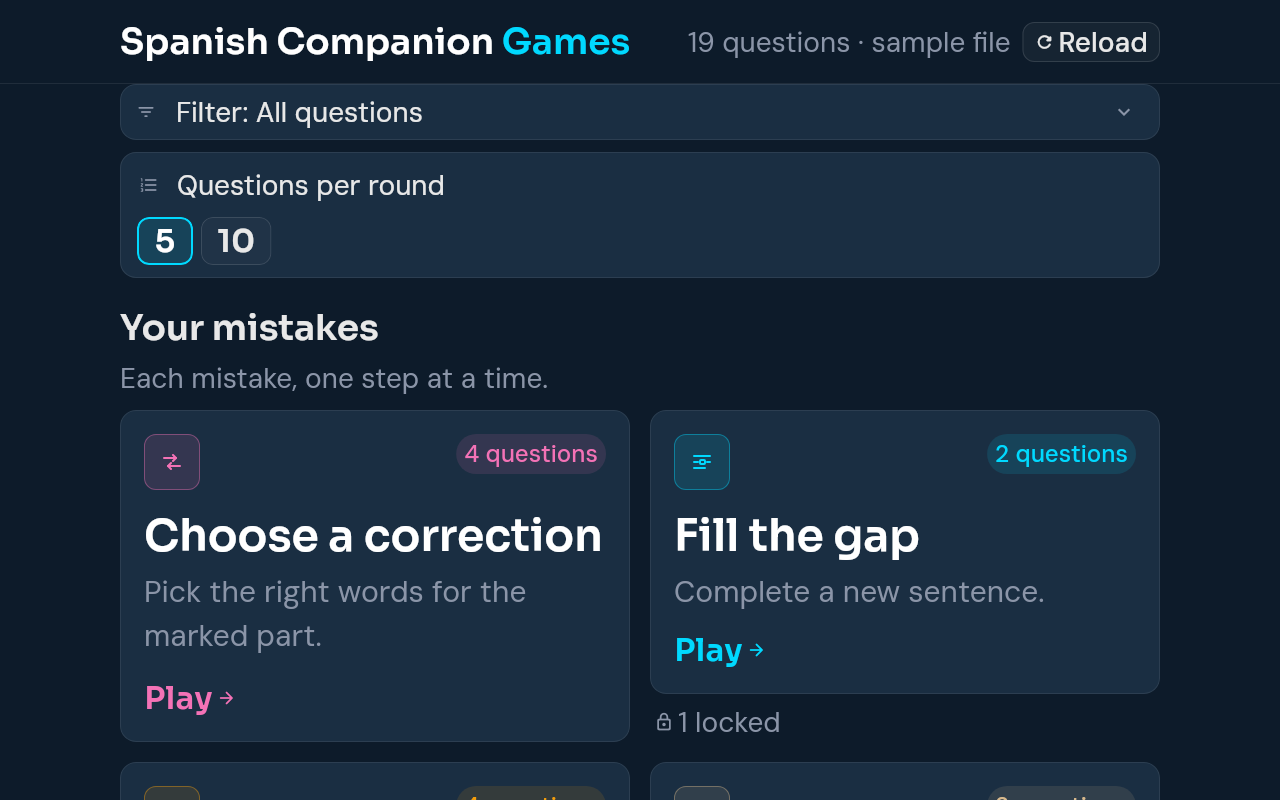 Spanish Companion Games
19 questions · sample file
Reload
Filter: All questions
Questions per round
5
10
Your mistakes
Each mistake, one step at a time.
4 questions
Choose a correction
Pick the right words for the
marked part.
Play →
2 questions
Fill the gap
Complete a new sentence.
Play →
1 locked